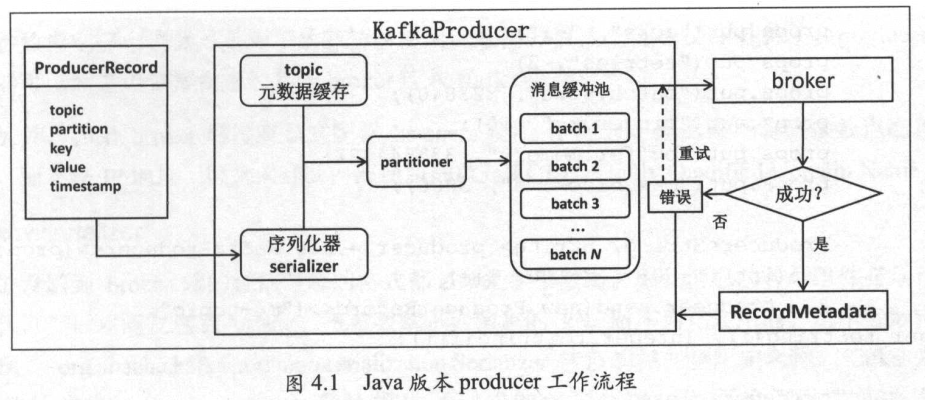 KafkaProducer
ProducerRecord
topic
partition
key
value
timestamp
topic
元数据缓存
序列化器
serializer
partitioner
消息缓冲池
batch 1
batch 2
batch 3
...
batch N
重试
错误
broker
成功?
否
是
RecordMetadata
图 4.1 Java 版本 producer 工作流程